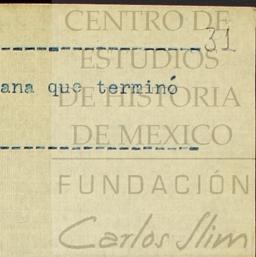 CENTRO DE
31
ESTUDIOS
ana que terminó
DE HISTORIA
DE MEXICO
FUNDACIÓN
Carlos Slim